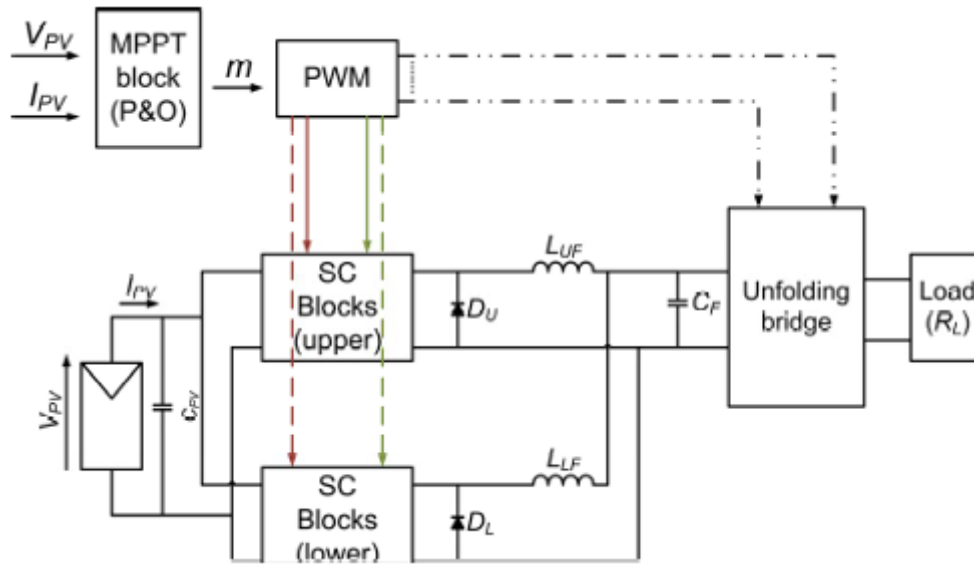 V_PV
I_PV
MPPT
block
(P&O)
m
PWM
SC
Blocks
(upper)
L_UF
D_U
C_F
Unfolding
bridge
Load
(R_L)
I_PV
V_PV
C_PV
SC
Blocks
(lower)
L_LF
D_L